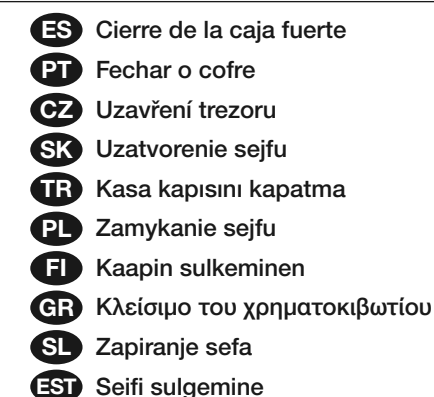 ES Cierre de la caja fuerte
PT Fechar o cofre
CZ Uzavření trezoru
SK Uzatvorenie sejfu
TR Kasa kapısını kapatma
PL Zamykanie sejfu
FI Kaapin sulkeminen
GR Κλείσιμο του χρηματοκιβωτίου
SL Zapiranje sefa
EST Seifi sulgemine